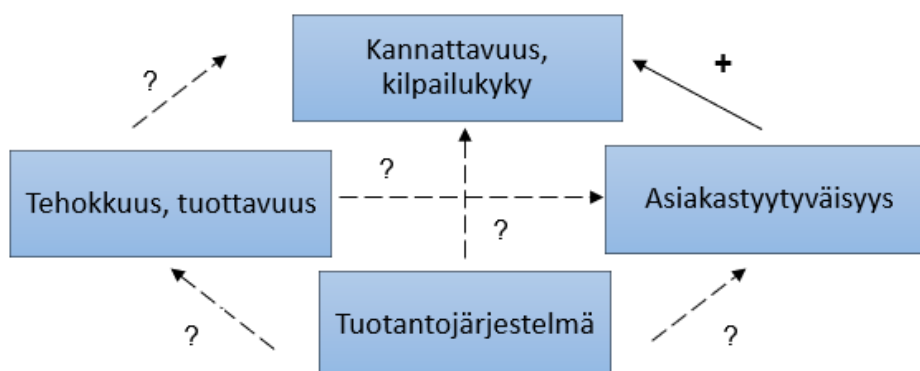 Kannattavuus,
kilpailukyky
+
?
Tehokkuus, tuottavuus
?
Asiakastyytyväisyys
?
Tuotantojärjestelmä
?
?